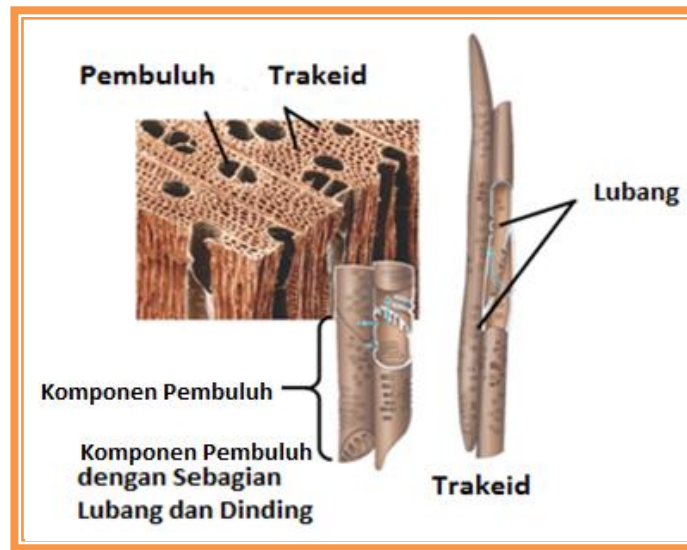 Pembuluh Trakeid
Lubang
Komponen Pembuluh
Komponen Pembuluh
dengan Sebagian
Lubang dan Dinding
Trakeid